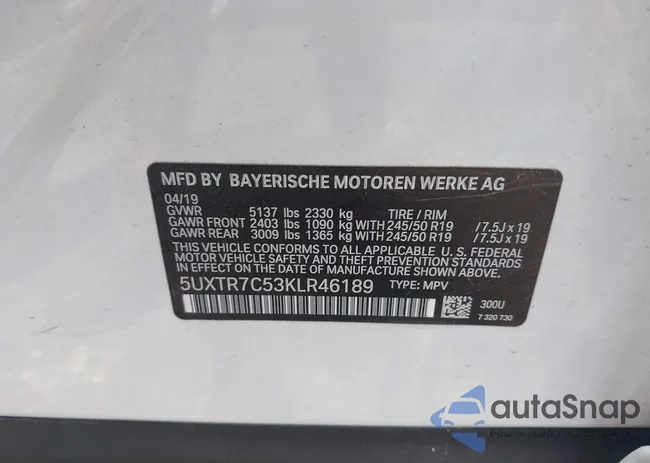 MFD BY BAYERISCHE MOTOREN WERKE AG
04/19
GVWR 5137 lbs 2330 kg TIRE / RIM
GAWR FRONT 2403 lbs 1090 kg WITH 245/50 R19 / 7.5J x 19
GAWR REAR 3009 lbs 1365 kg WITH 245/50 R19 / 7.5J x 19
THIS VEHICLE CONFORMS TO ALL APPLICABLE U. S. FEDERAL
MOTOR VEHICLE SAFETY, BUMPER AND THEFT PREVENTION STANDARDS
IN EFFECT ON THE DATE OF MANUFACTURE SHOWN ABOVE.
5UXTR7C53KLR46189 TYPE: MPV
300U
7 320 730
autaSnap